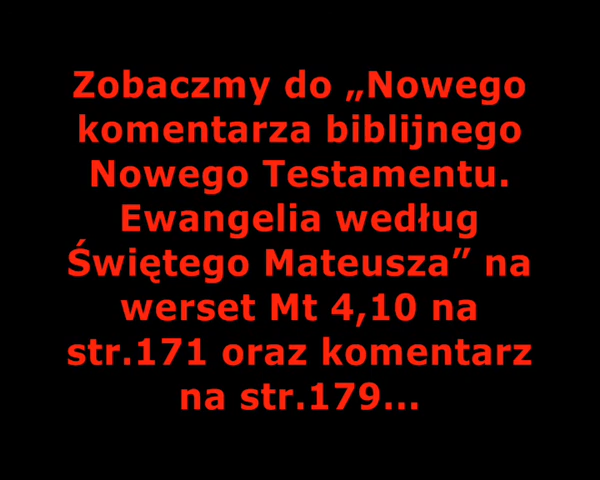 Zobaczmy do „Nowego
komentarza biblijnego
Nowego Testamentu.
Ewangelia według
Świętego Mateusza” na
werset Mt 4,10 na
str.171 oraz komentarz
na str.179...